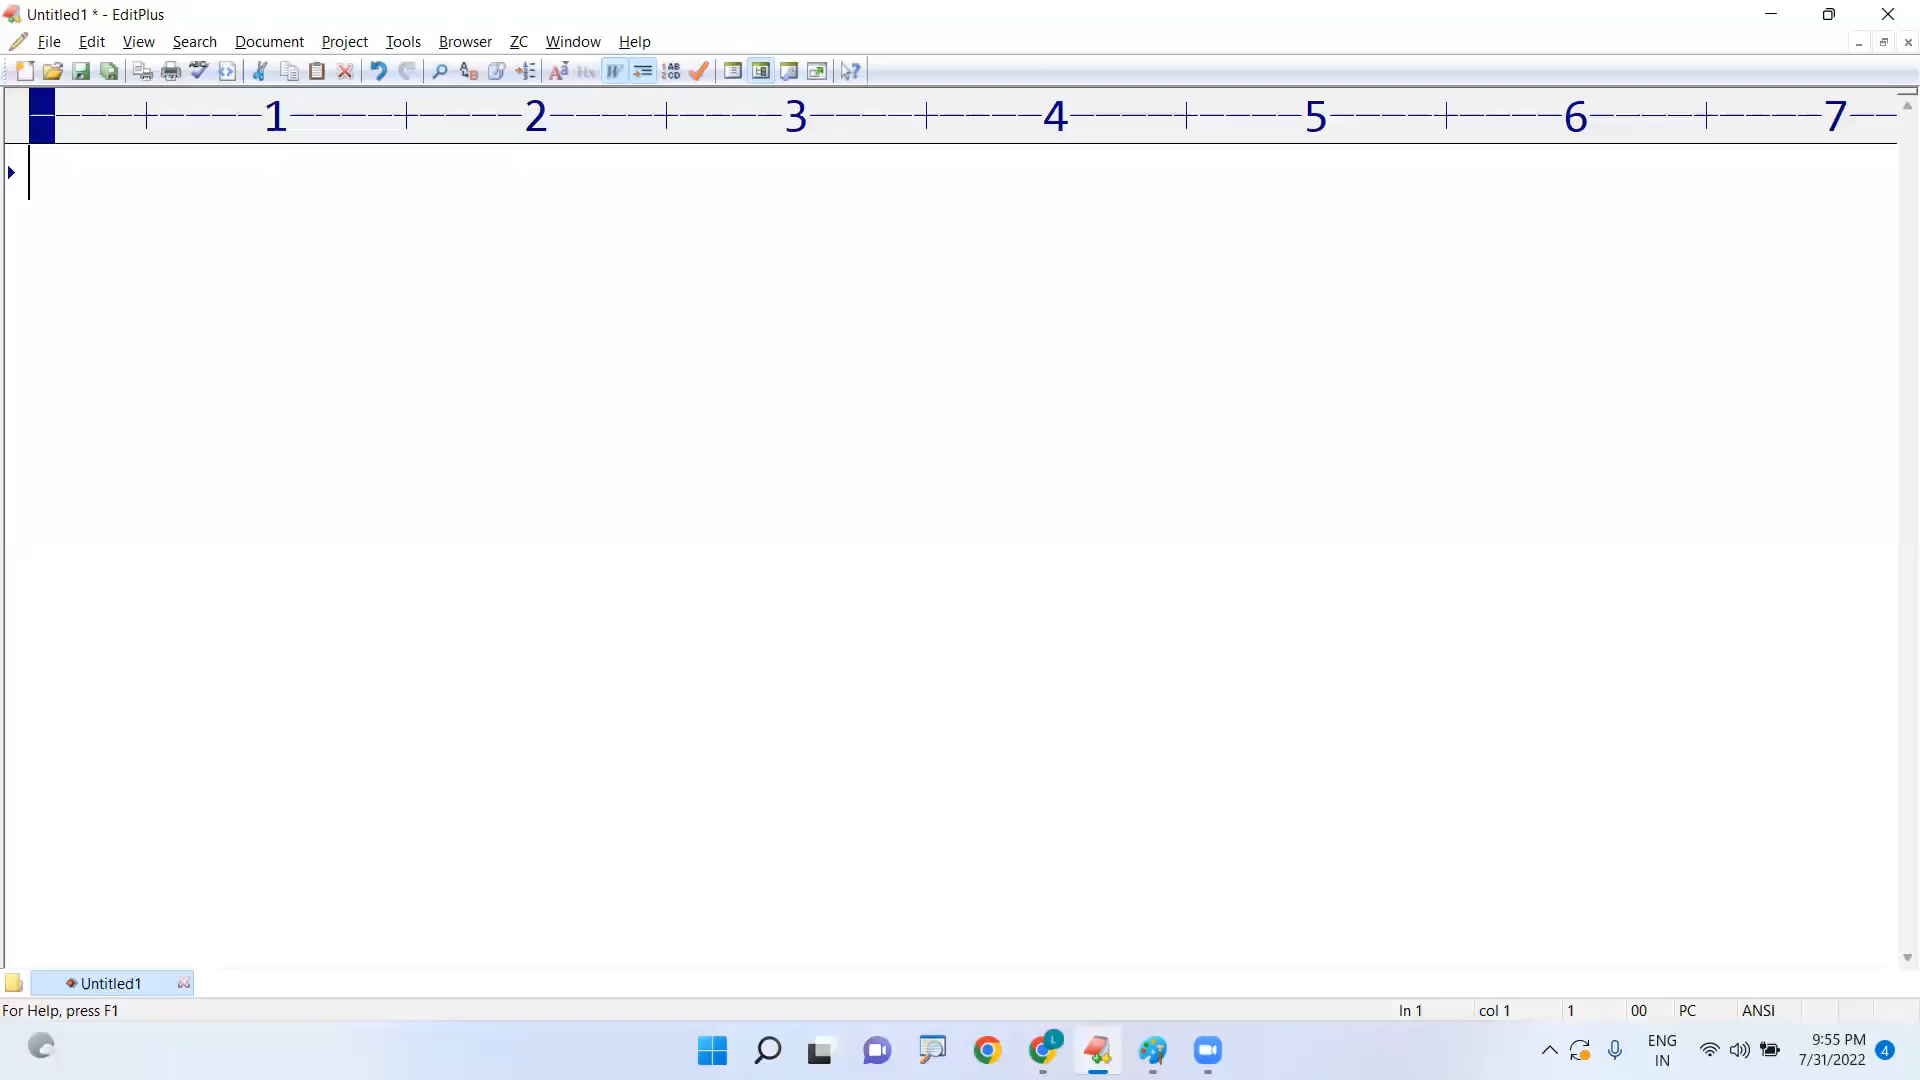 Untitled1 * - EditPlus
File Edit View Search Document Project Tools Browser ZC Window Help
1 2 3 4 5 6 7
Untitled1
For Help, press F1 ln 1 col 1 1 00 PC ANSI
ENG 9:55 PM
IN 7/31/2022 4